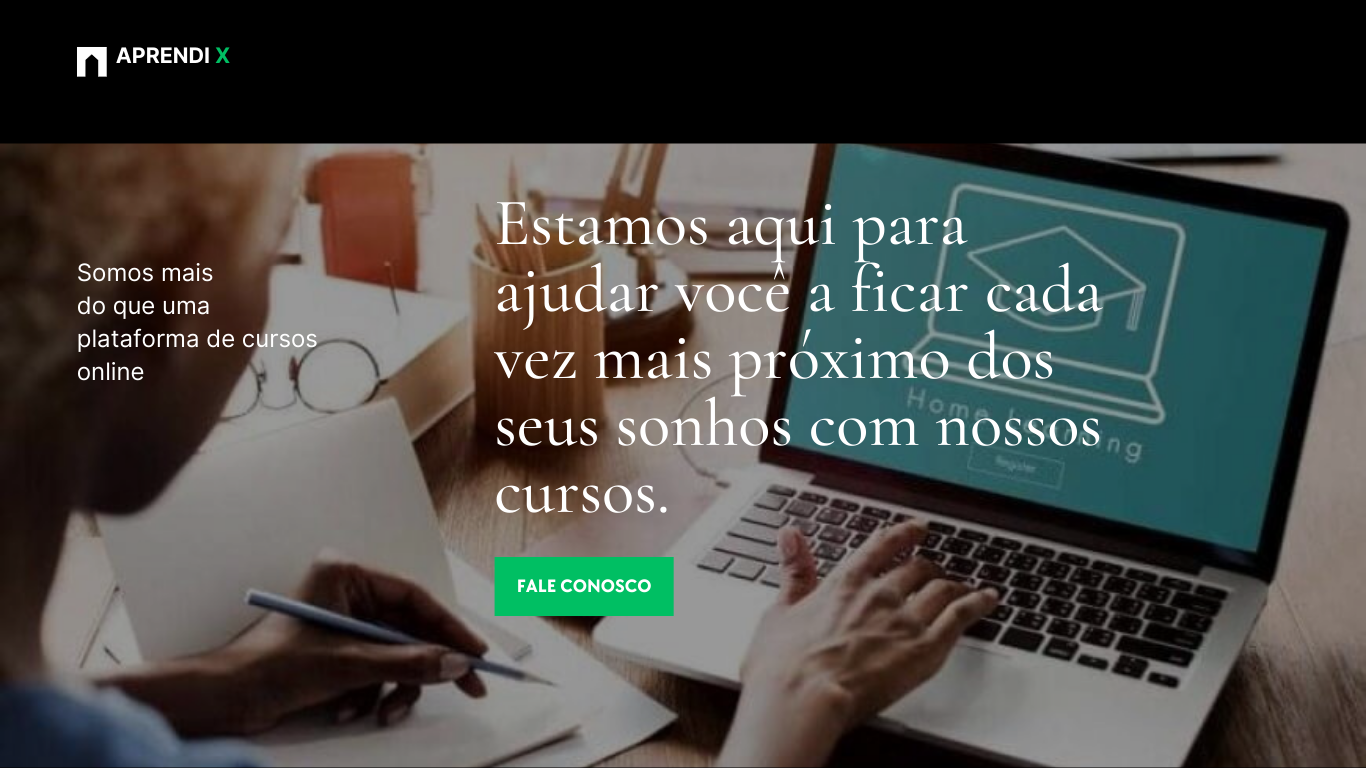 APRENDI X
Somos mais
do que uma
plataforma de cursos
online
Estamos aqui para
ajudar você a ficar cada
vez mais próximo dos
seus sonhos com nossos
cursos.
Home Learning
Register
FALE CONOSCO